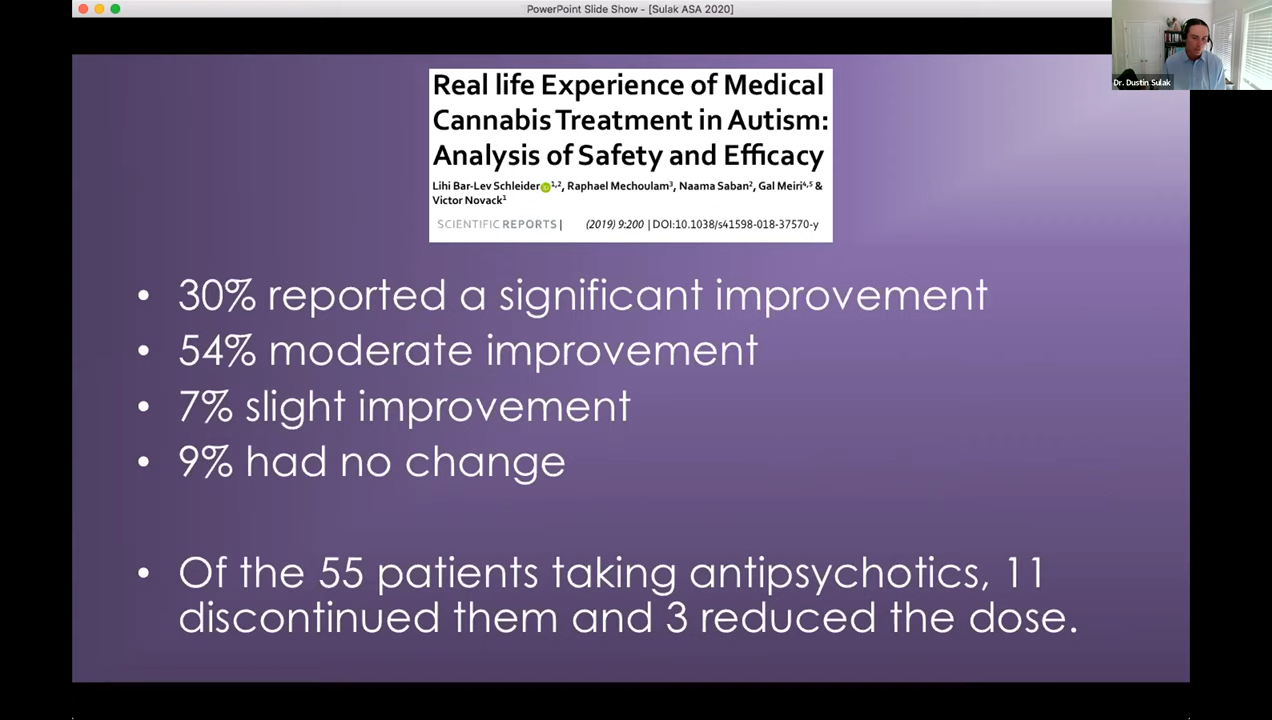 PowerPoint Slide Show - [Sulak ASA 2020]
Dr. Dustin Sulak
Real life Experience of Medical
Cannabis Treatment in Autism:
Analysis of Safety and Efficacy
Lihi Bar-Lev Schleider 1,2, Raphael Mechoulam3, Naama Saban2, Gal Meiri4,5 &
Victor Novack1
SCIENTIFIC REPORTS | (2019) 9:200 | DOI:10.1038/s41598-018-37570-y
• 30% reported a significant improvement
• 54% moderate improvement
• 7% slight improvement
• 9% had no change
• Of the 55 patients taking antipsychotics, 11
discontinued them and 3 reduced the dose.